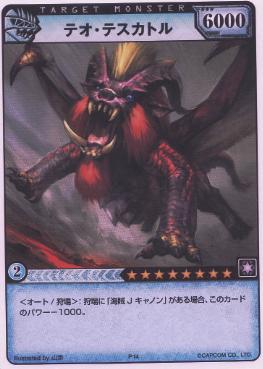 TARGET MONSTER
テオ・テスカトル
6000
2
<オート/狩場>:狩場に「海賊Jキャノン」がある場合、このカード
のパワー-1000。
Illustrated by
©CAPCOM CO., LTD.